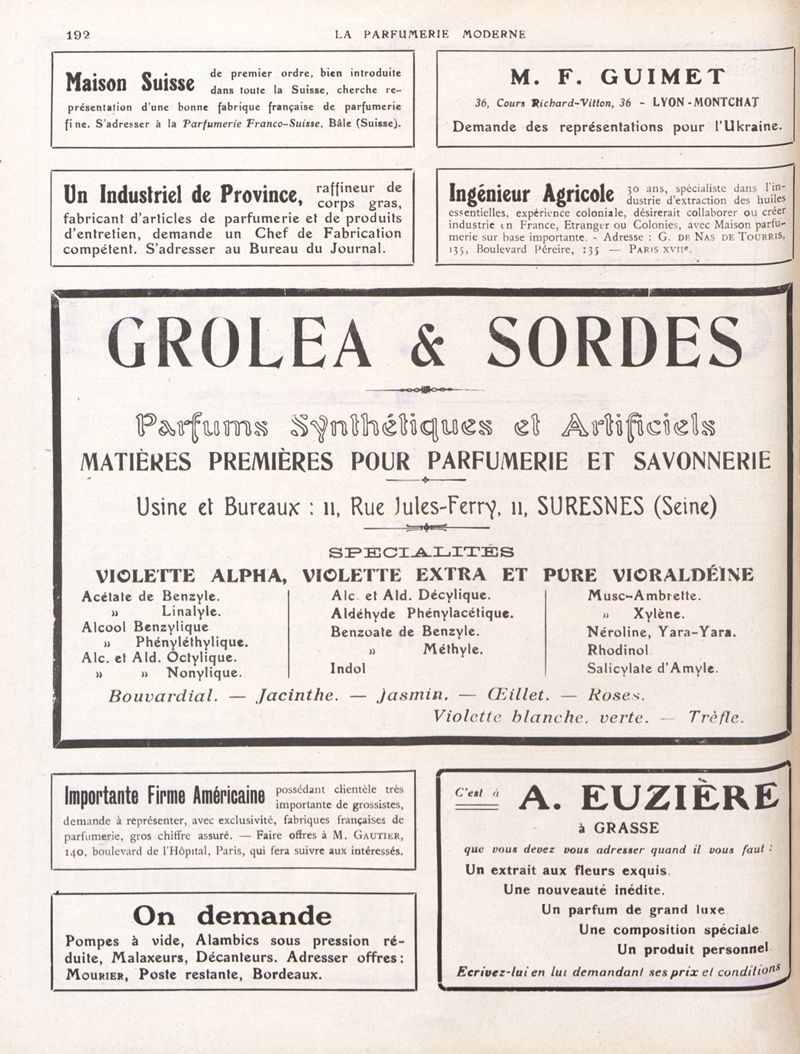 192
LA PARFUMERIE MODERNE
Maison Suisse de premier ordre, bien introduite
dans toute la Suisse, cherche re-
présentation d'une bonne fabrique française de parfumerie
fine. S'adresser à la Parfumerie Franco-Suisse, Bâle (Suisse).
M. F. GUIMET
36, Cours Richard-Vitton, 36 - LYON-MONTCHAT
Demande des représentations pour l'Ukraine.
Un Industriel de Province, raffineur de
corps gras,
fabricant d'articles de parfumerie et de produits
d'entretien, demande un Chef de Fabrication
compétent. S'adresser au Bureau du Journal.
Ingénieur Agricole 30 ans, spécialiste dans l'in-
dustrie d'extraction des huiles
essentielles, expérience coloniale, désirerait collaborer ou créer
industrie en France, Etranger ou Colonies, avec Maison parfu-
merie sur base importante. - Adresse : G. DE NAS DE TOURRIS,
135, Boulevard Péreire, 135 — PARIS XVIIe.
GROLEA & SORDES
Parfums Synthétiques et Artificiels
MATIÈRES PREMIÈRES POUR PARFUMERIE ET SAVONNERIE
Usine et Bureaux : 11, Rue Jules-Ferry, 11, SURESNES (Seine)
SPÉCIALITÉS
VIOLETTE ALPHA, VIOLETTE EXTRA ET PURE VIORALDÉINE
Acétate de Benzyle.
» Linalyle.
Alcool Benzylique
» Phényléthylique.
Alc. et Ald. Octylique.
» » Nonylique.
Alc. et Ald. Décylique.
Aldéhyde Phénylacétique.
Benzoate de Benzyle.
» Méthyle.
Indol
Musc-Ambrette.
» Xylène.
Néroline, Yara-Yara.
Rhodinol
Salicylate d'Amyle.
Bouvardial. — Jacinthe. — Jasmin, — Œillet. — Roses.
Violette blanche, verte. — Trèfle.
Importante Firme Américaine possédant clientèle très
importante de grossistes,
demande à représenter, avec exclusivité, fabriques françaises de
parfumerie, gros chiffre assuré. — Faire offres à M. GAUTIER,
140, boulevard de l'Hôpital, Paris, qui fera suivre aux intéressés.
On demande
Pompes à vide, Alambics sous pression ré-
duite, Malaxeurs, Décanteurs. Adresser offres :
MOURIER, Poste restante, Bordeaux.
C'est à A. EUZIÈRE
à GRASSE
que vous devez vous adresser quand il vous faut :
Un extrait aux fleurs exquis.
Une nouveauté inédite.
Un parfum de grand luxe
Une composition spéciale
Un produit personnel
Ecrivez-lui en lui demandant ses prix et conditions